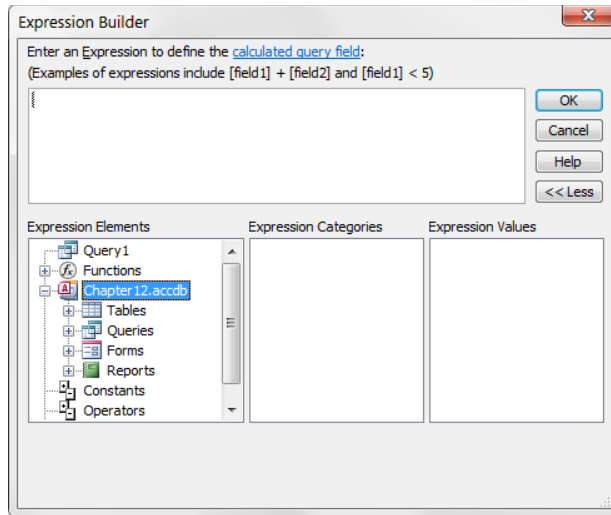 Expression Builder
Enter an Expression to define the calculated query field:
(Examples of expressions include [field1] + [field2] and [field1] < 5)
OK
Cancel
Help
<< Less
Expression Elements
Expression Categories
Expression Values
Query1
Functions
Chapter12.accdb
Tables
Queries
Forms
Reports
Constants
Operators